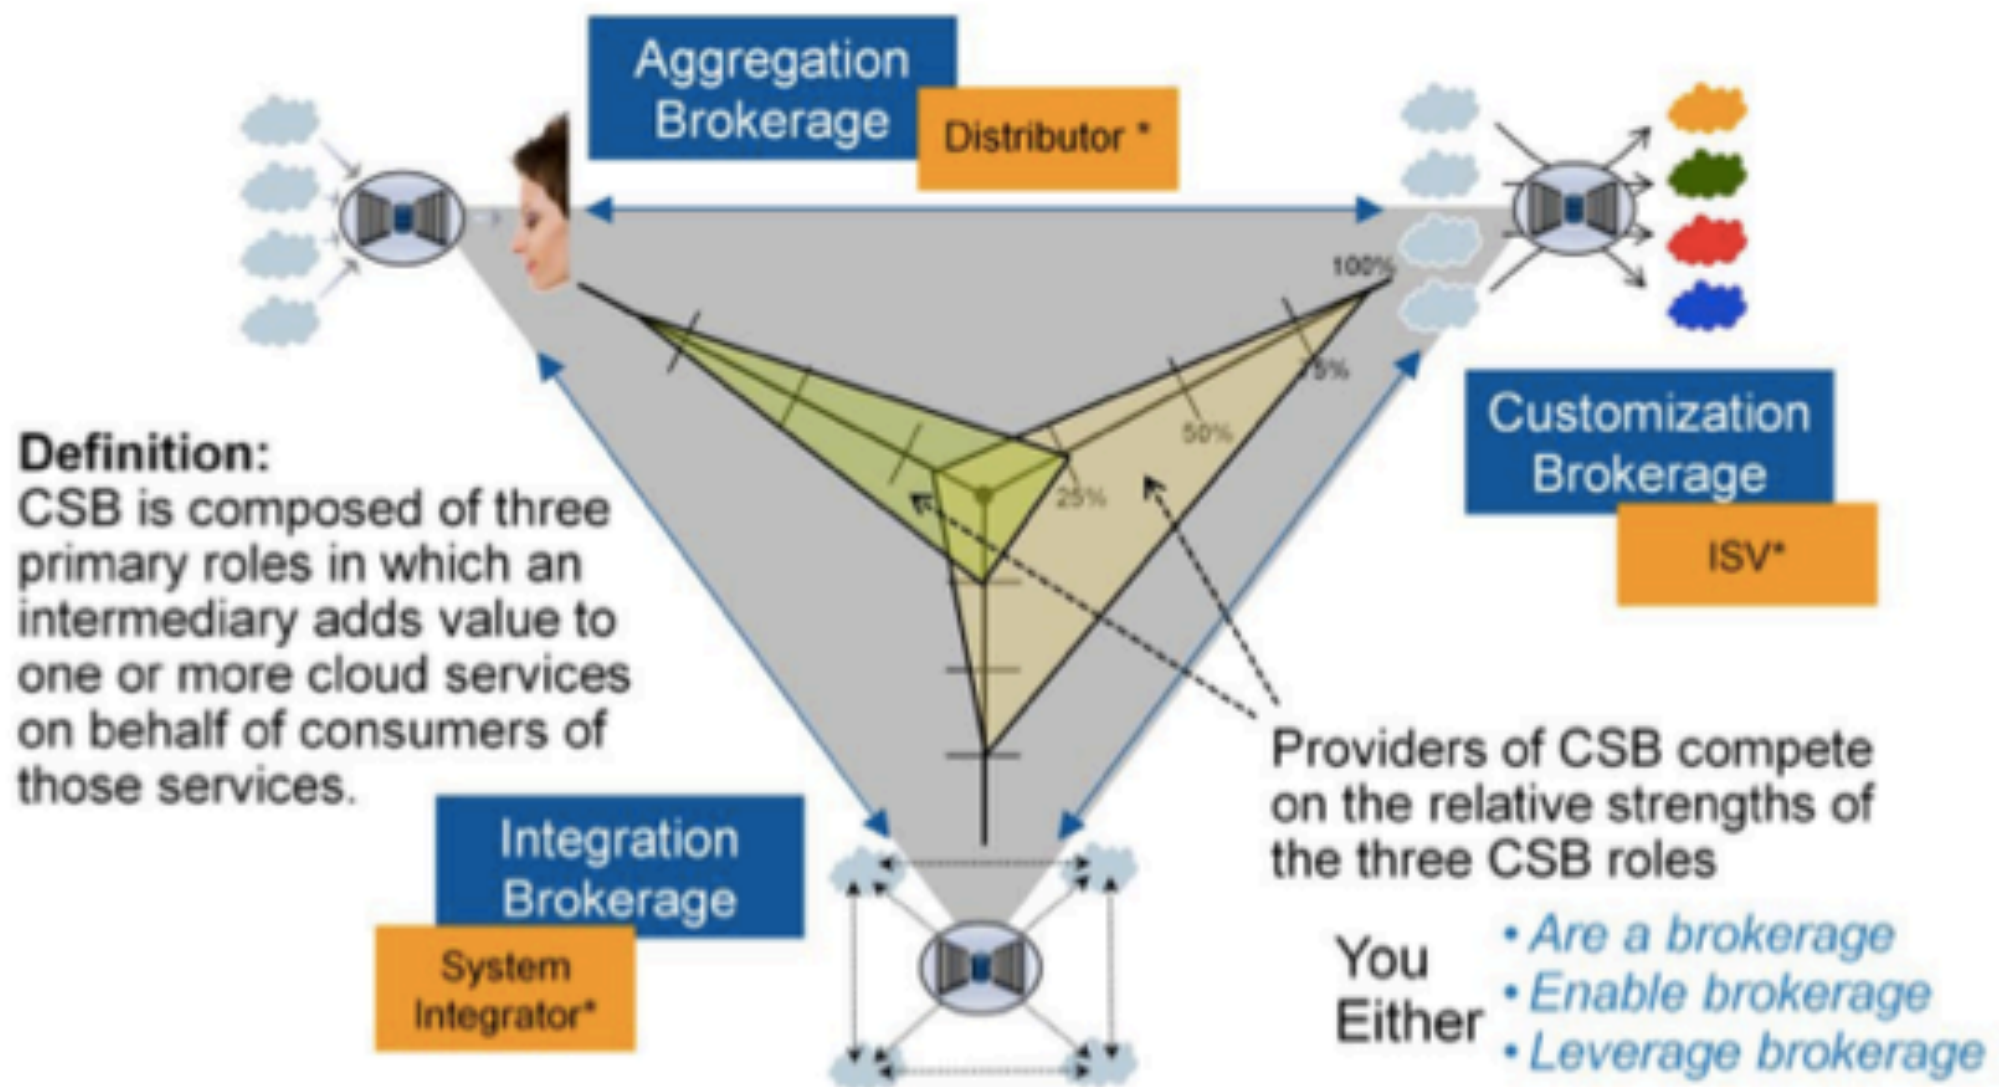 Aggregation
Brokerage
Distributor *
100%
75%
50%
25%
Customization
Brokerage
ISV*
Definition:
CSB is composed of three
primary roles in which an
intermediary adds value to
one or more cloud services
on behalf of consumers of
those services.
Integration
Brokerage
System
Integrator*
Providers of CSB compete
on the relative strengths of
the three CSB roles
You
Either
• Are a brokerage
• Enable brokerage
• Leverage brokerage